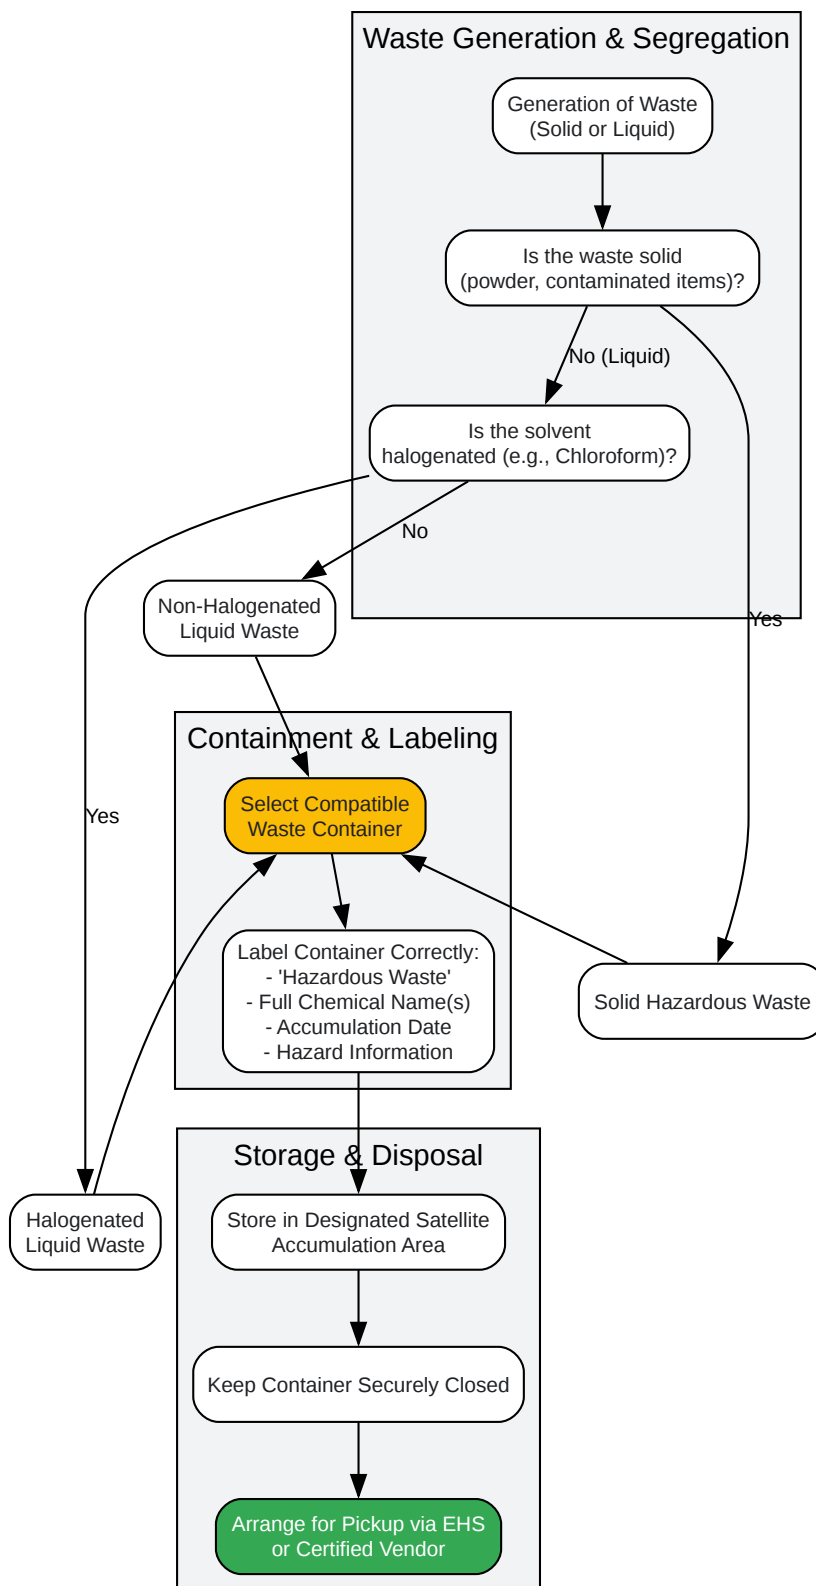 Waste Generation & Segregation
Generation of Waste
(Solid or Liquid)
Is the waste solid
(powder, contaminated items)?
No (Liquid)
Is the solvent
halogenated (e.g., Chloroform)?
No
Non-Halogenated
Liquid Waste
Yes
Containment & Labeling
Select Compatible
Waste Container
Yes
Label Container Correctly:
- 'Hazardous Waste'
- Full Chemical Name(s)
- Accumulation Date
- Hazard Information
Solid Hazardous Waste
Storage & Disposal
Halogenated
Liquid Waste
Store in Designated Satellite
Accumulation Area
Keep Container Securely Closed
Arrange for Pickup via EHS
or Certified Vendor